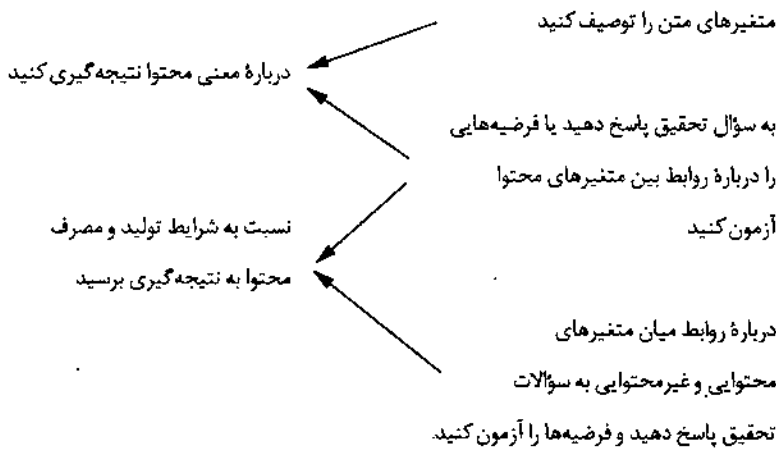 متغیرهای متن را توصیف کنید
دربارهٔ معنی محتوا نتیجه‌گیری کنید
به سؤال تحقیق پاسخ دهید یا فرضیه‌هایی
را دربارهٔ روابط بین متغیرهای محتوا
آزمون کنید
نسبت به شرایط تولید و مصرف
محتوا به نتیجه‌گیری برسید
دربارهٔ روابط میان متغیرهای
محتوایی و غیرمحتوایی به سؤالات
تحقیق پاسخ دهید و فرضیه‌ها را آزمون کنید.